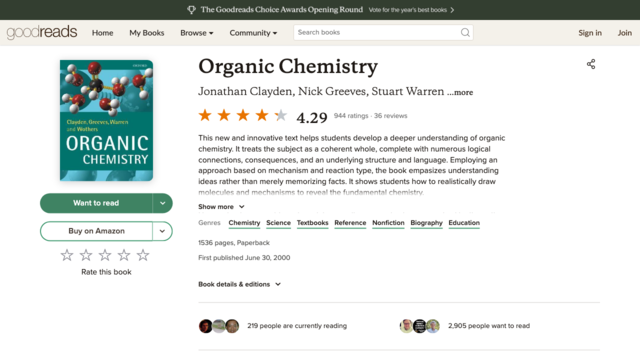 The Goodreads Choice Awards Opening Round Vote for the year's best books
goodreads Home My Books Browse Community Search books Sign in Join
OXFORD
Clayden, Greeves, Warren
and Wothers
ORGANIC
CHEMISTRY
Want to read
Buy on Amazon
Rate this book
Organic Chemistry
Jonathan Clayden, Nick Greeves, Stuart Warren ...more
4.29 944 ratings · 36 reviews
This new and innovative text helps students develop a deeper understanding of organic
chemistry. It treats the subject as a coherent whole, complete with numerous logical
connections, consequences, and an underlying structure and language. Employing an
approach based on mechanism and reaction type, the book empasizes understanding
ideas rather than merely memorizing facts. It shows students how to realistically draw
molecules and mechanisms to reveal the fundamental chemistry.
Show more
Genres Chemistry Science Textbooks Reference Nonfiction Biography Education
1536 pages, Paperback
First published June 30, 2000
Book details & editions
219 people are currently reading
2,905 people want to read